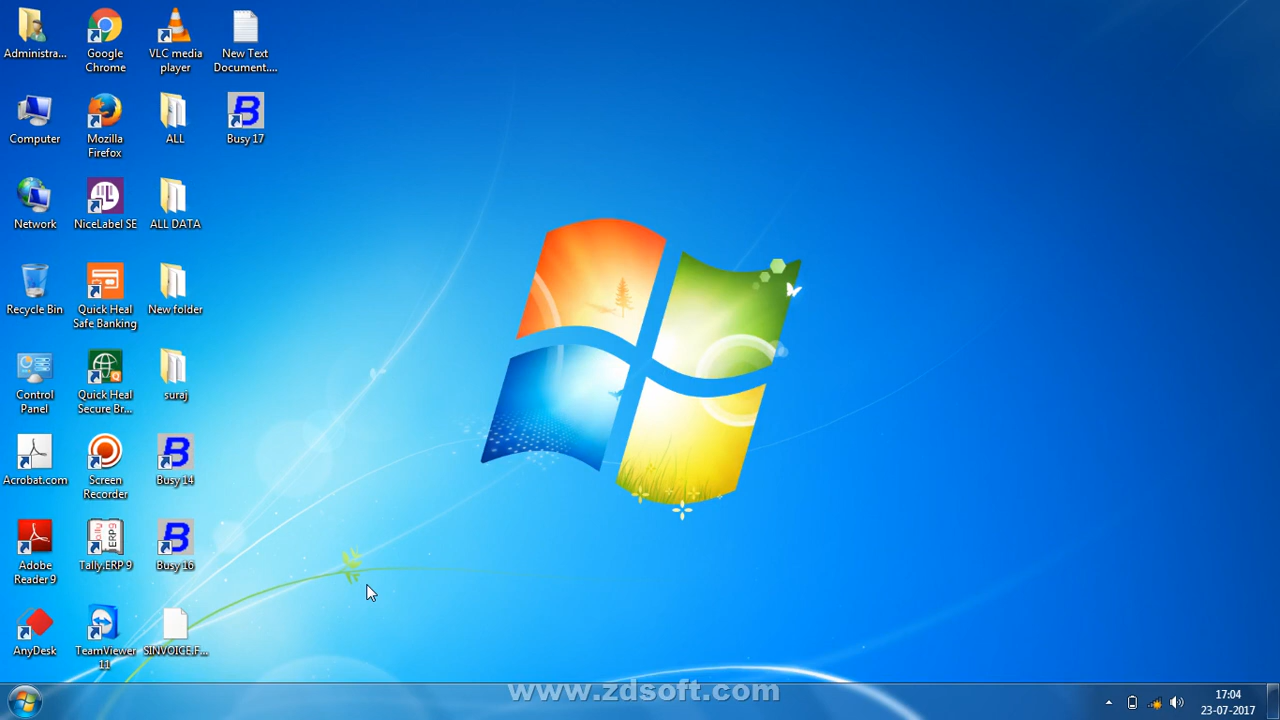 Administra...
Google
Chrome
VLC media
player
New Text
Document....
Computer
Mozilla
Firefox
ALL
Busy 17
Network
NiceLabel SE
ALL DATA
Recycle Bin
Quick Heal
Safe Banking
New folder
Control
Panel
Quick Heal
Secure Br...
suraj
Acrobat.com
Screen
Recorder
Busy 14
Adobe
Reader 9
Tally.ERP 9
Busy 16
AnyDesk
TeamViewer
11
SINVOICE.F...
www.zdsoft.com
17:04
23-07-2017